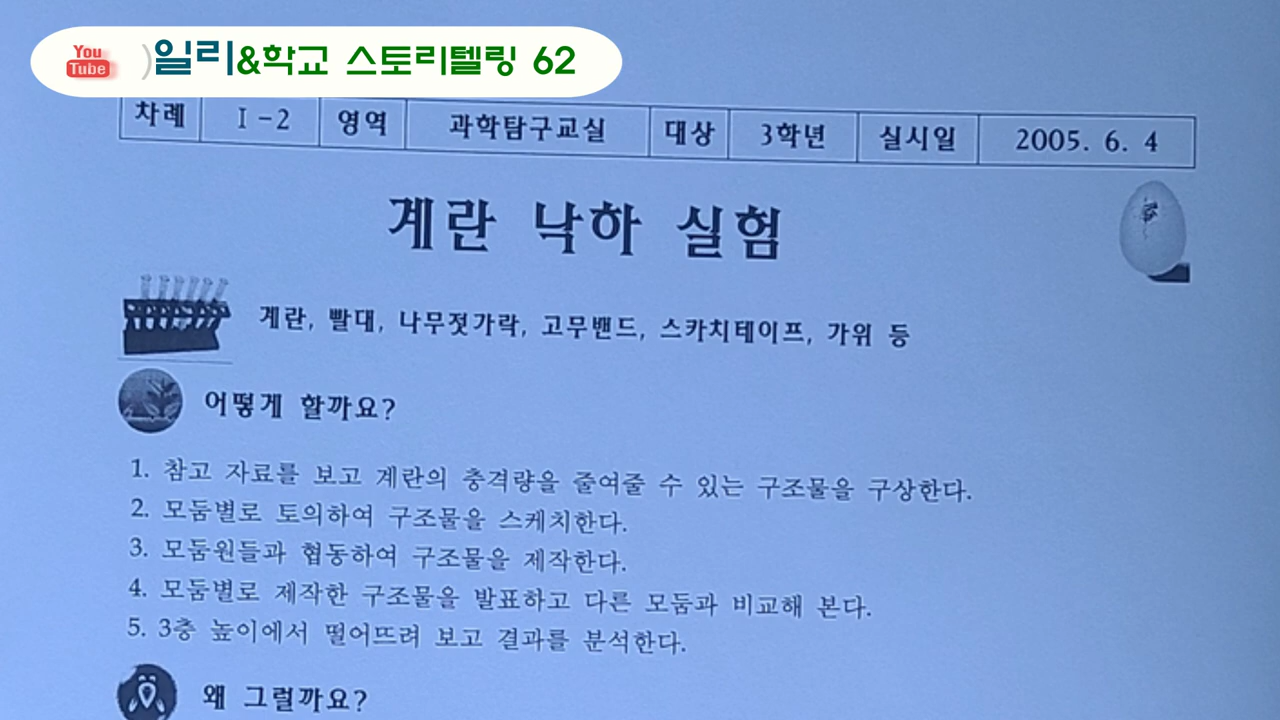 You Tube )일리&학교 스토리텔링 62
차례 Ⅰ-2 영역 과학탐구교실 대상 3학년 실시일 2005. 6. 4
계란 낙하 실험
계란, 빨대, 나무젓가락, 고무밴드, 스카치테이프, 가위 등
어떻게 할까요?
1. 참고 자료를 보고 계란의 충격량을 줄여줄 수 있는 구조물을 구상한다.
2. 모둠별로 토의하여 구조물을 스케치한다.
3. 모둠원들과 협동하여 구조물을 제작한다.
4. 모둠별로 제작한 구조물을 발표하고 다른 모둠과 비교해 본다.
5. 3층 높이에서 떨어뜨려 보고 결과를 분석한다.
왜 그럴까요?